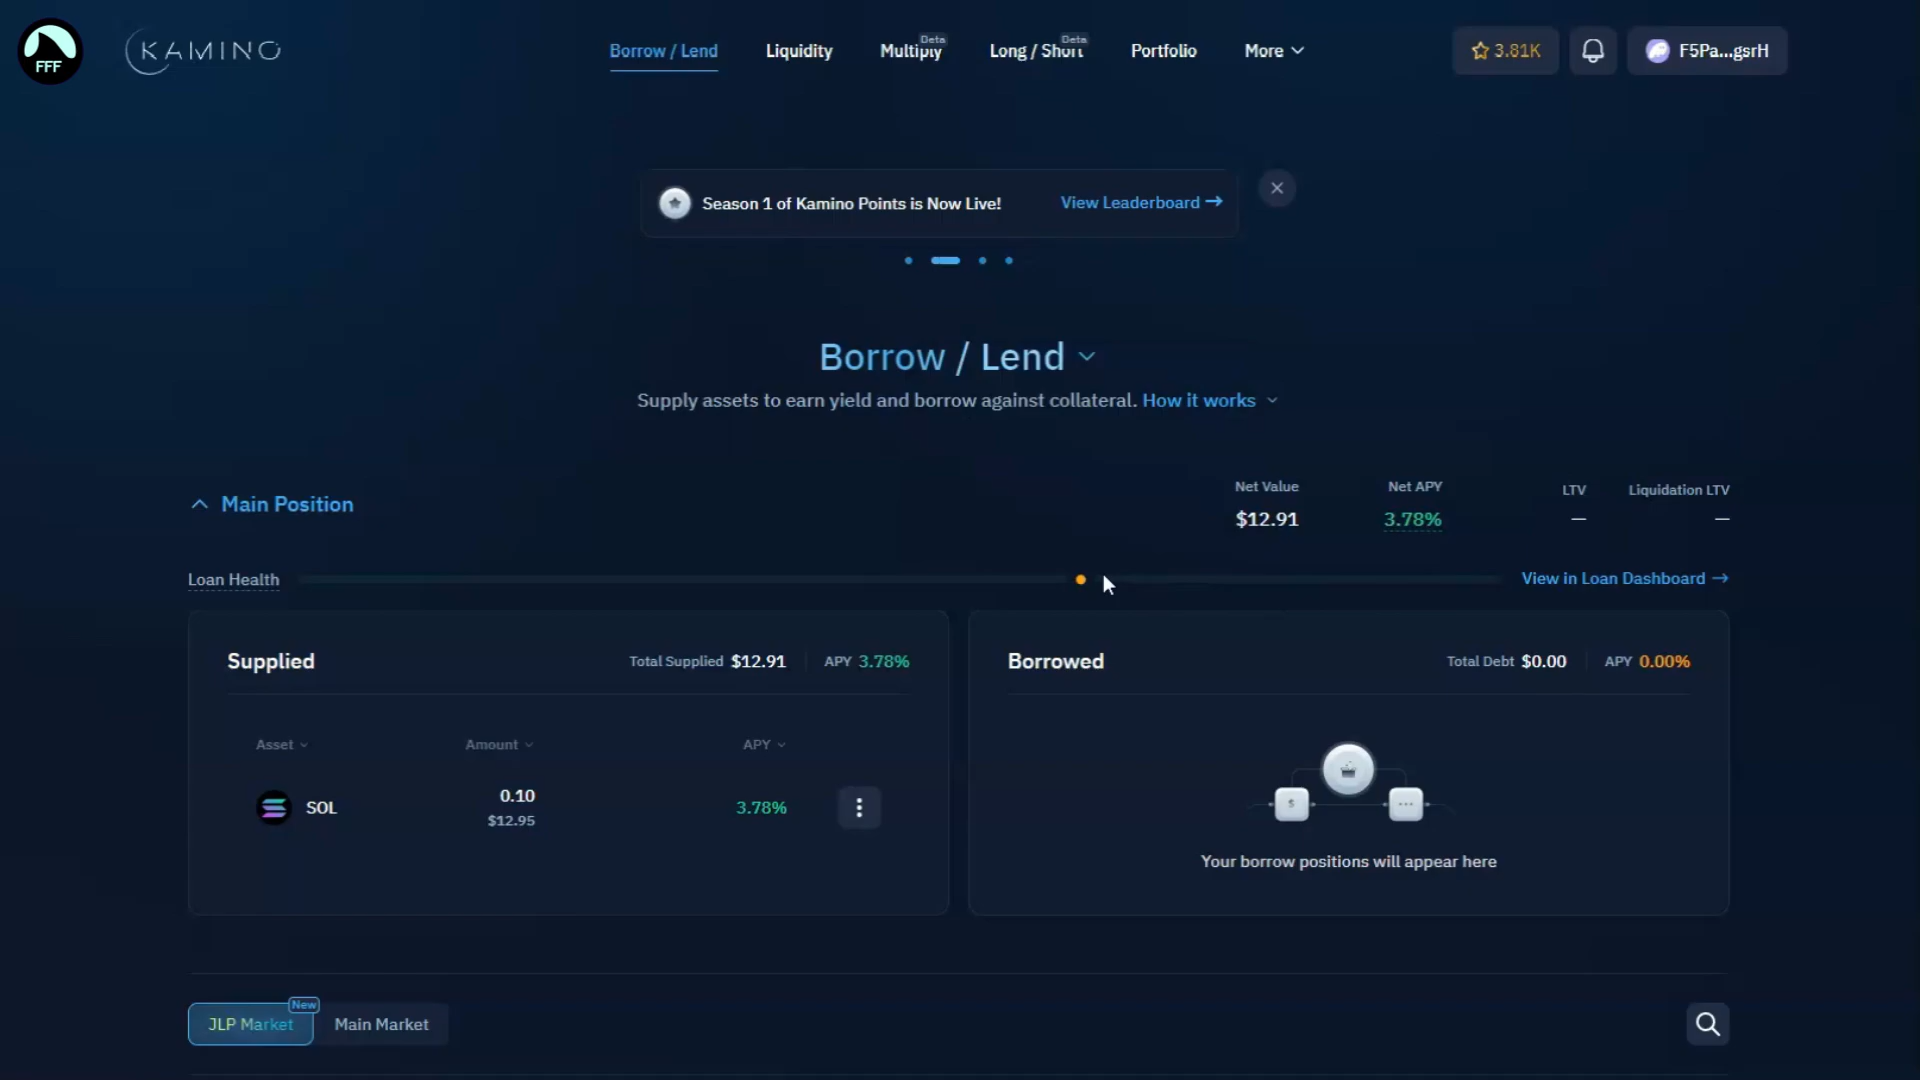 FFF
KAMINO
Borrow / Lend
Liquidity
Multiply
Beta
Long / Short
Beta
Portfolio
More
3.81K
F5Pa...gsrH
Season 1 of Kamino Points is Now Live!
View Leaderboard →
Borrow / Lend
Supply assets to earn yield and borrow against collateral. How it works
Main Position
Net Value
$12.91
Net APY
3.78%
LTV
—
Liquidation LTV
—
Loan Health
View in Loan Dashboard →
Supplied
Total Supplied $12.91
APY 3.78%
Asset
Amount
APY
SOL
0.10
$12.95
3.78%
Borrowed
Total Debt $0.00
APY 0.00%
$
Your borrow positions will appear here
JLP Market
New
Main Market